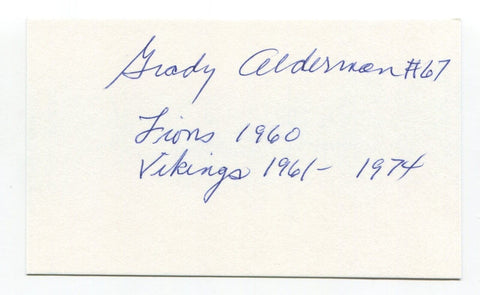 Grady Alderman #67
Lions 1960
Vikings 1961- 1974